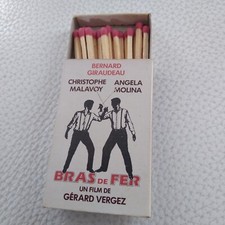 BERNARD
GIRAUDEAU
CHRISTOPHE ANGELA
MALAVOY MOLINA
BRAS DE FER
UN FILM DE
GÉRARD VERGEZ